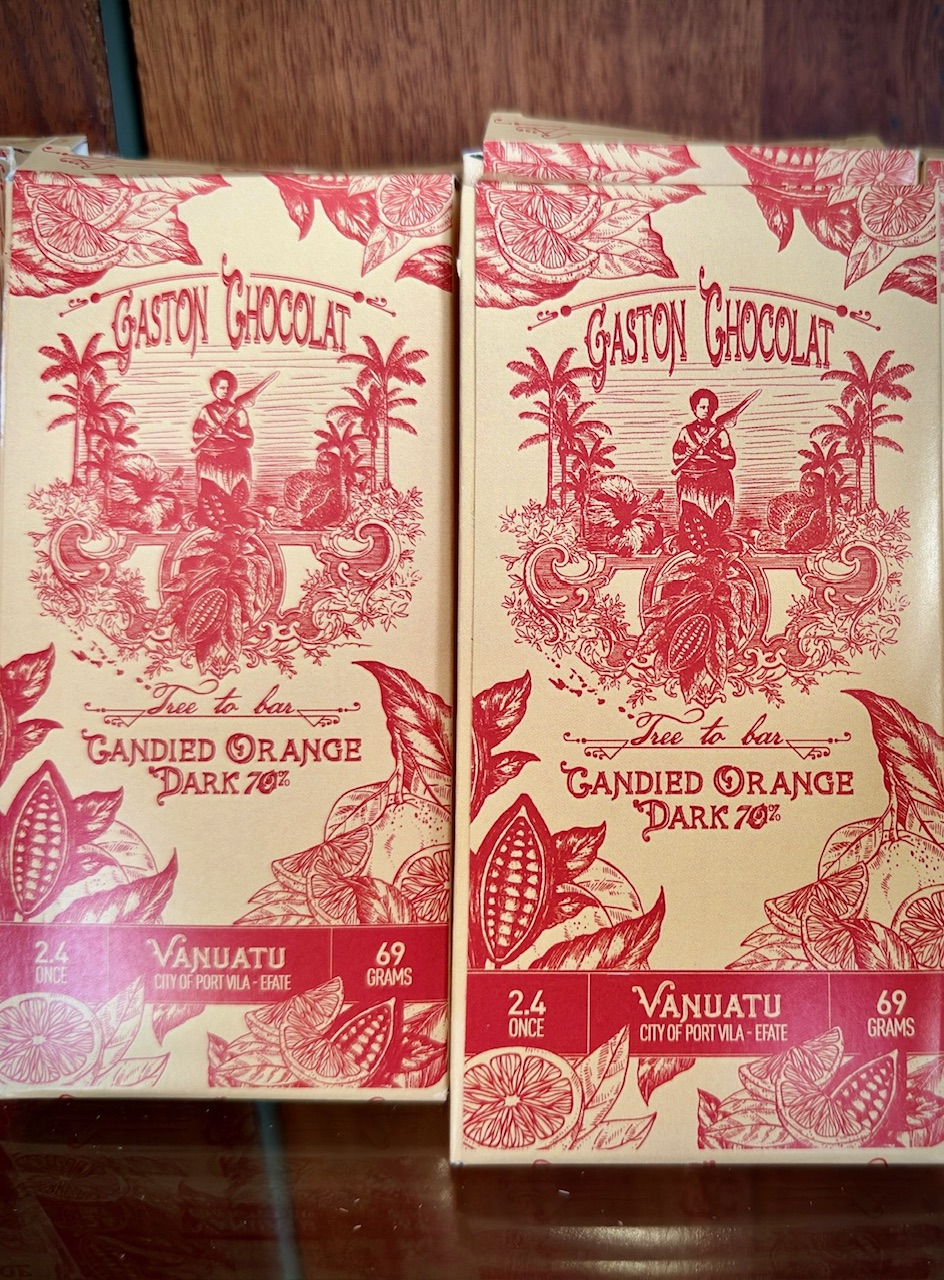 GASTON CHOCOLAT
Tree to bar
CANDIED ORANGE
DARK 70%
2.4
ONCE
VANUATU
CITY OF PORT VILA - EFATE
69
GRAMS
GASTON CHOCOLAT
Tree to bar
CANDIED ORANGE
DARK 70%
2.4
ONCE
VANUATU
CITY OF PORT VILA - EFATE
69
GRAMS